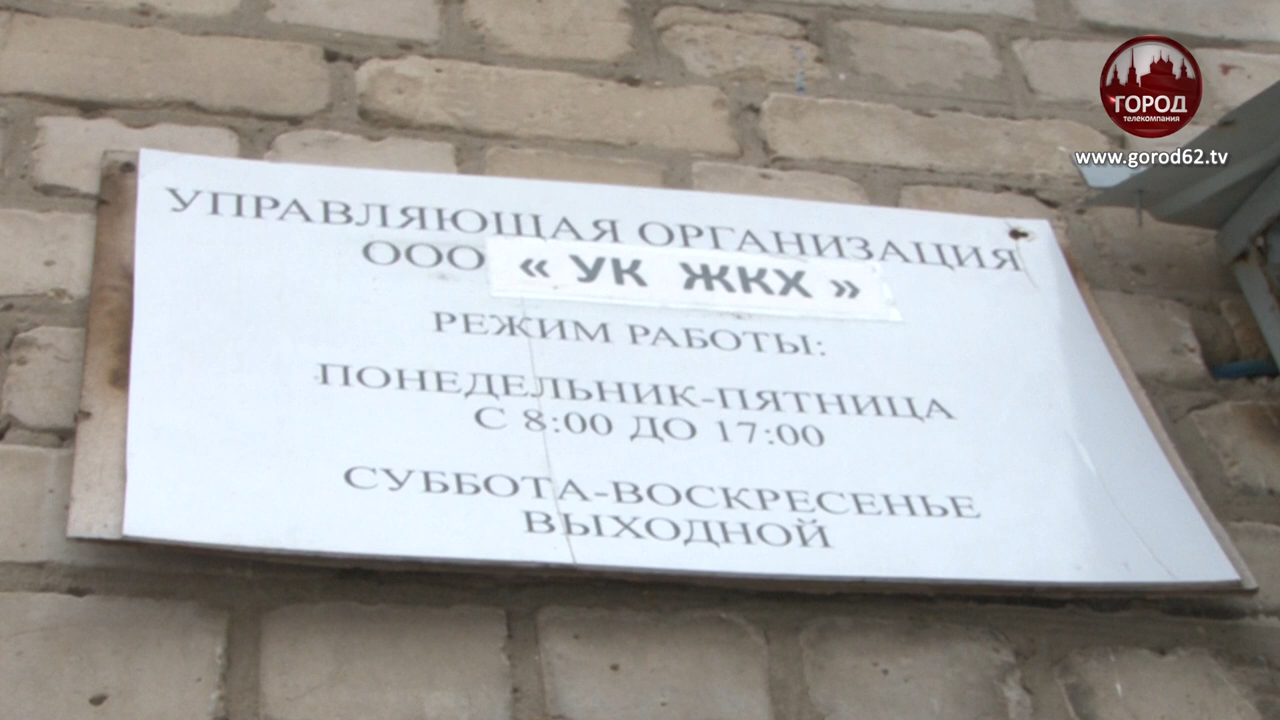 ГОРОД
телекомпания
www.gorod62.tv
УПРАВЛЯЮЩАЯ ОРГАНИЗАЦИЯ
ООО « УК ЖКХ »
РЕЖИМ РАБОТЫ:
ПОНЕДЕЛЬНИК-ПЯТНИЦА
С 8:00 ДО 17:00
СУББОТА-ВОСКРЕСЕНЬЕ
ВЫХОДНОЙ